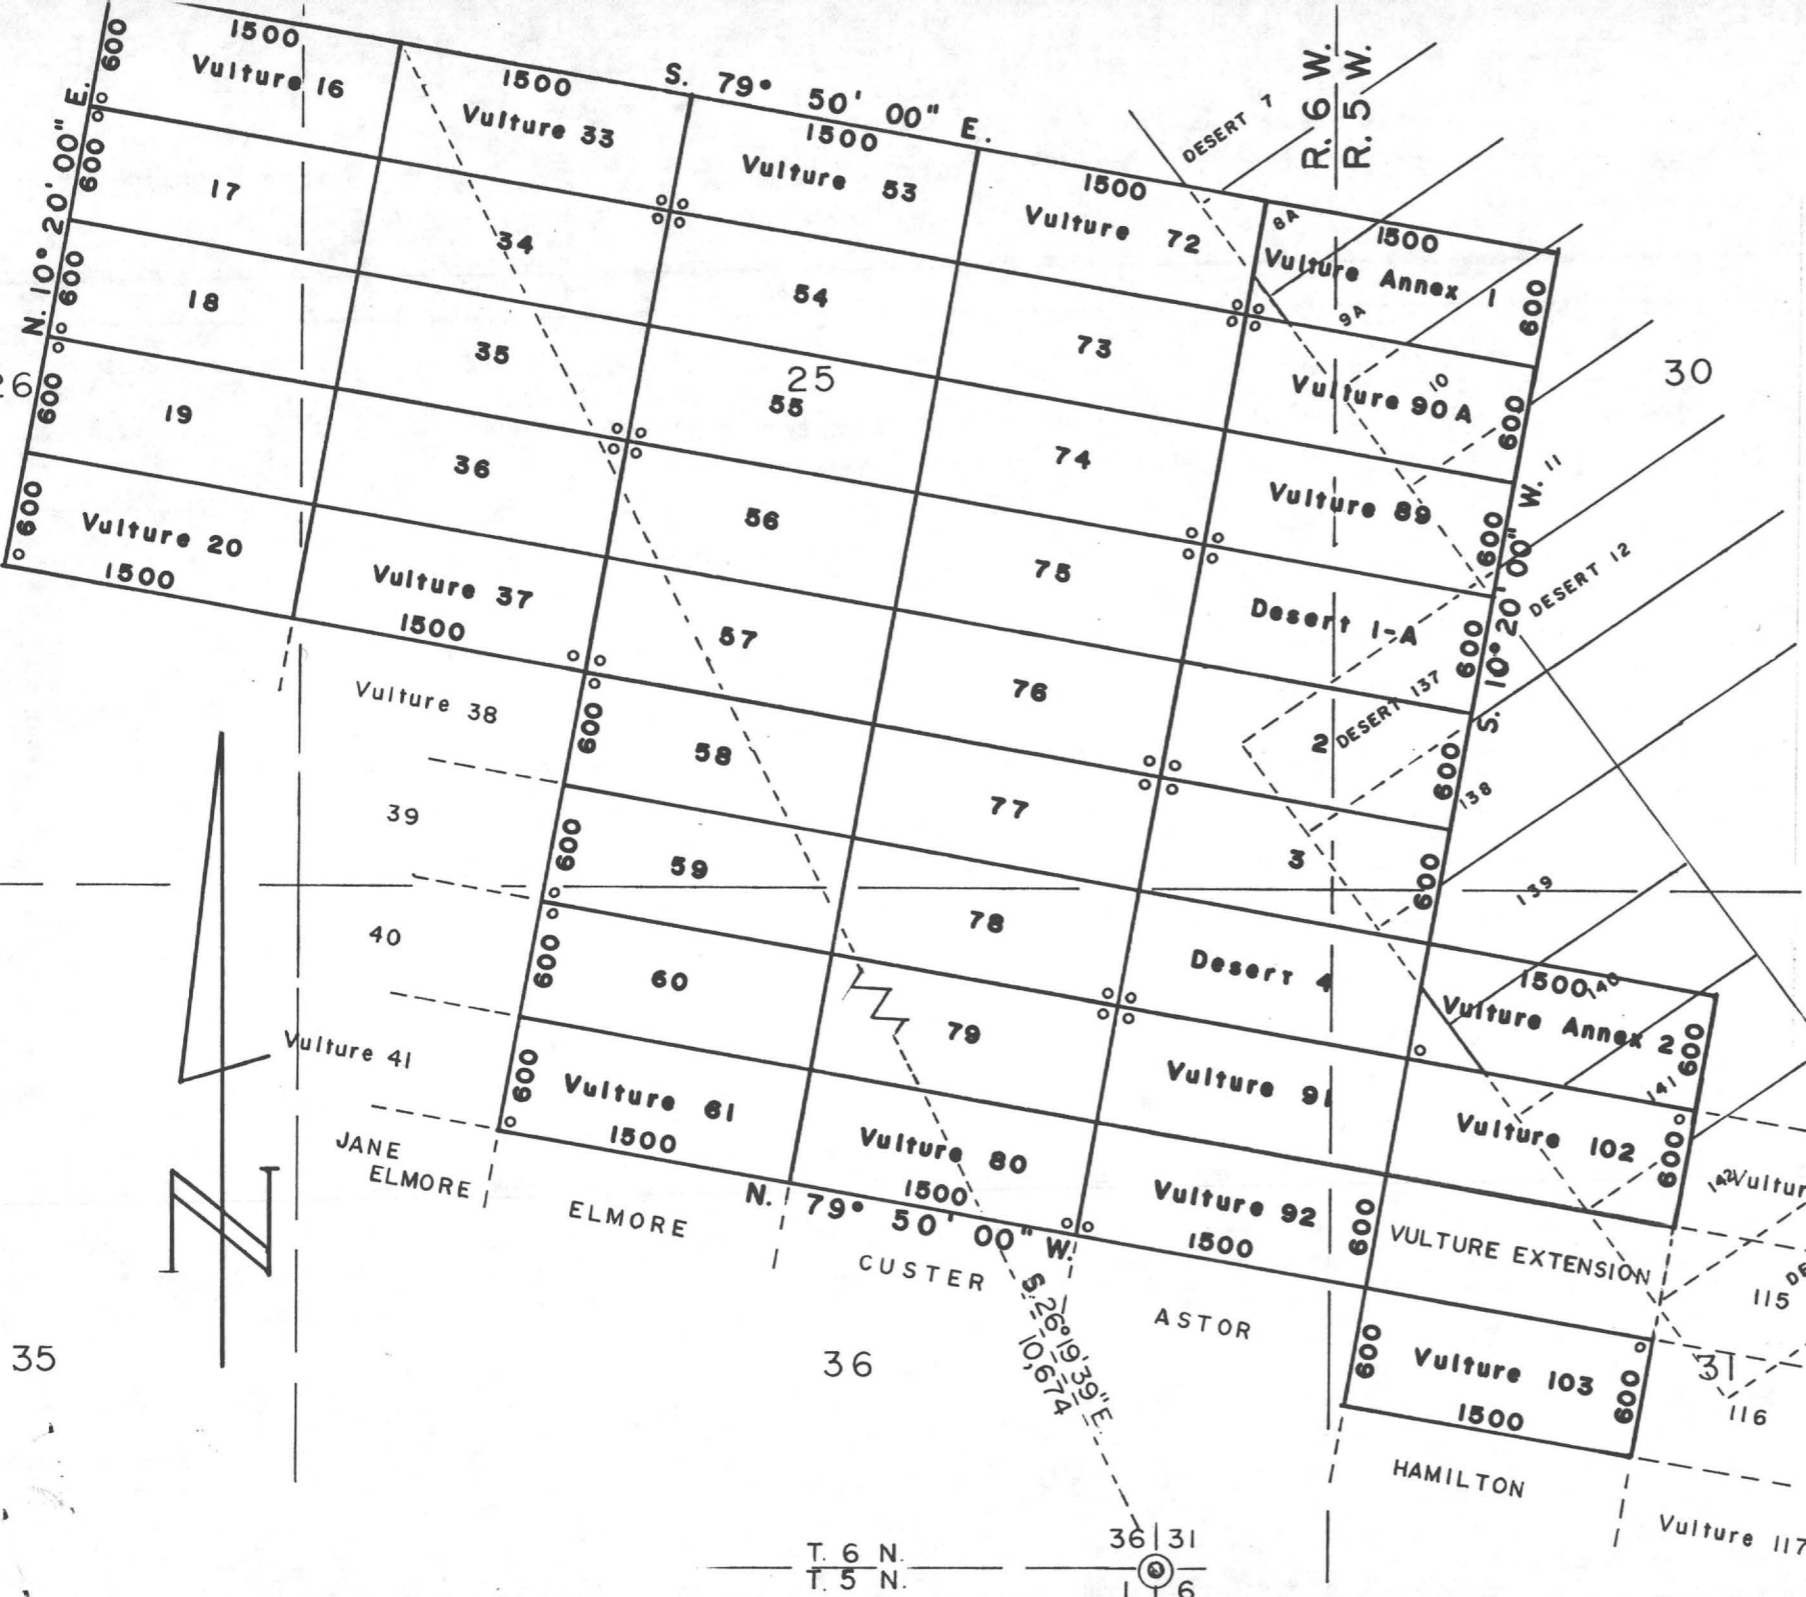 600
1500
Vulture 16
1500
Vulture 33
S. 79° 50' 00" E.
1500
Vulture 53
1500
Vulture 72
R. 6 W.
R. 5 W.
DESERT 7
8A
1500
Vulture Annex 1
600
N. 10° 20' 00" E.
600
17
34
54
73
9A
10
Vulture 90 A
600
30
600
18
35
25
55
74
Vulture 89
600
11
600
19
36
56
75
Desert 1-A
600
DESERT 12
S. 10° 20' 00" W.
600
Vulture 20
1500
Vulture 37
1500
57
76
2
DESERT 137
600
138
Vulture 38
600
58
77
3
600
139
39
600
59
78
Desert 4
1500
140
Vulture Annex 2
600
141
40
600
60
79
Vulture 91
Vulture 102
600
142
Vultur
Vulture 41
600
Vulture 61
1500
Vulture 80
1500
Vulture 92
1500
600
VULTURE EXTENSION
DE
115
JANE
ELMORE
ELMORE
N. 79° 50' 00" W.
CUSTER
ASTOR
S. 26° 19' 39" E.
10,674
N
35
36
600
Vulture 103
1500
600
31
116
HAMILTON
Vulture 117
36 31
T. 6 N.
T. 5 N.
1 6